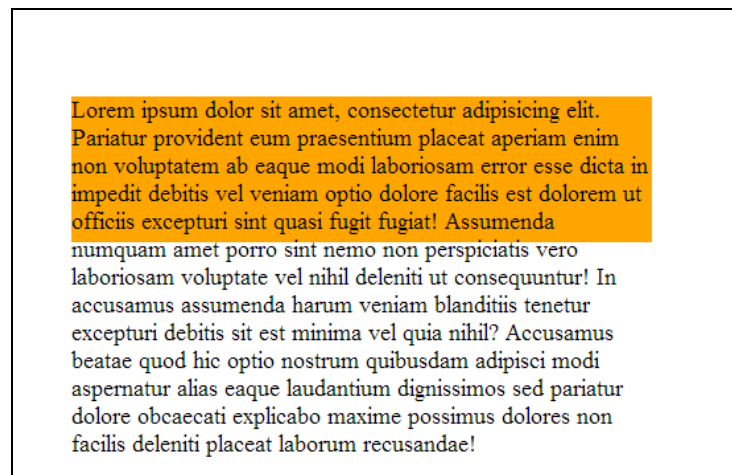 Lorem ipsum dolor sit amet, consectetur adipisicing elit.
Pariatur provident eum praesentium placeat aperiam enim
non voluptatem ab eaque modi laboriosam error esse dicta in
impedit debitis vel veniam optio dolore facilis est dolorem ut
officiis excepturi sint quasi fugit fugiat! Assumenda
numquam amet porro sint nemo non perspiciatis vero
laboriosam voluptate vel nihil deleniti ut consequuntur! In
accusamus assumenda harum veniam blanditiis tenetur
excepturi debitis sit est minima vel quia nihil? Accusamus
beatae quod hic optio nostrum quibusdam adipisci modi
aspernatur alias eaque laudantium dignissimos sed pariatur
dolore obcaecati explicabo maxime possimus dolores non
facilis deleniti placeat laborum recusandae!